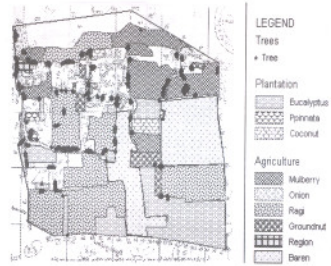 LEGEND
Trees
Tree
Plantation
Eucalyptus
Ppinnata
Coconut
Agriculture
Mulberry
Onion
Ragi
Groundnut
Region
Baren